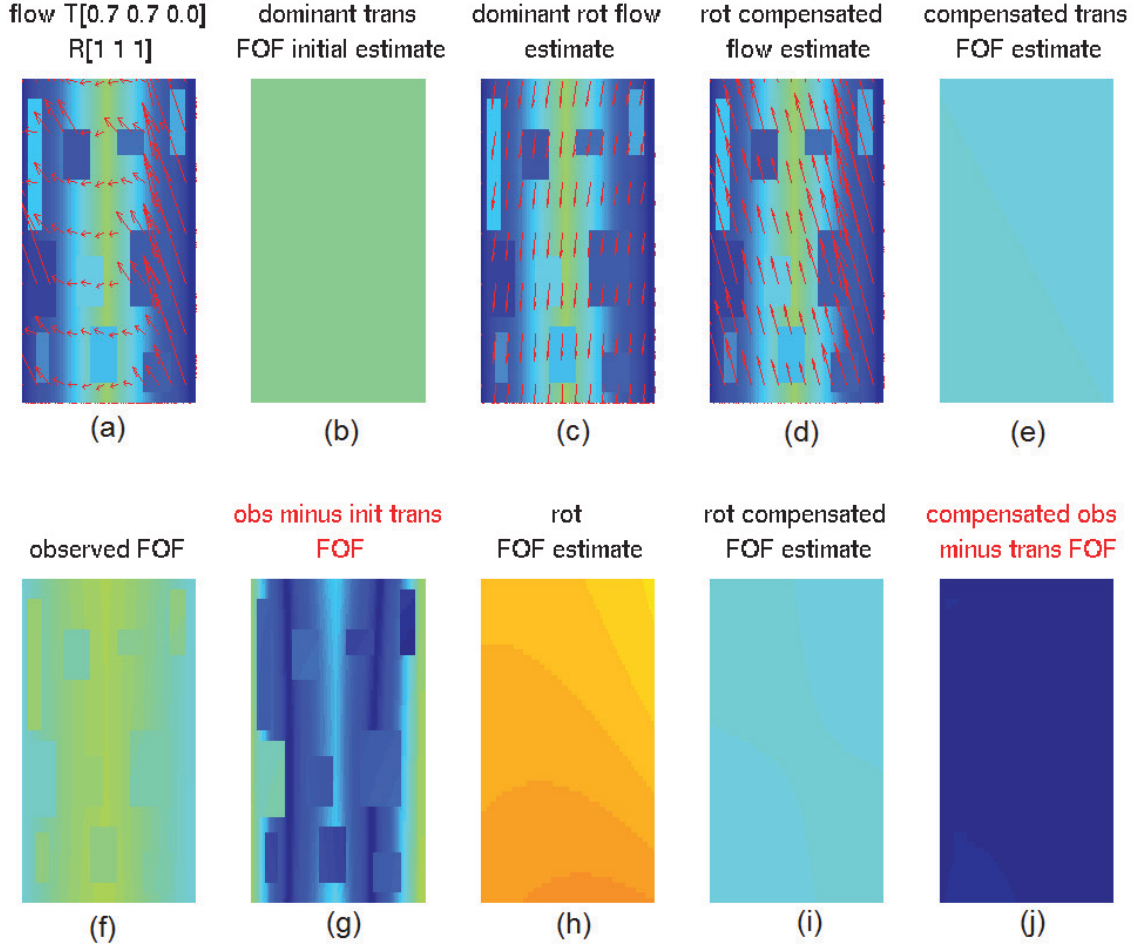 flow T[0.7 0.7 0.0]
R[1 1 1]
dominant trans
FOF initial estimate
dominant rot flow
estimate
rot compensated
flow estimate
compensated trans
FOF estimate
(a)
(b)
(c)
(d)
(e)
observed FOF
obs minus init trans
FOF
rot
FOF estimate
rot compensated
FOF estimate
compensated obs
minus trans FOF
(f)
(g)
(h)
(i)
(j)